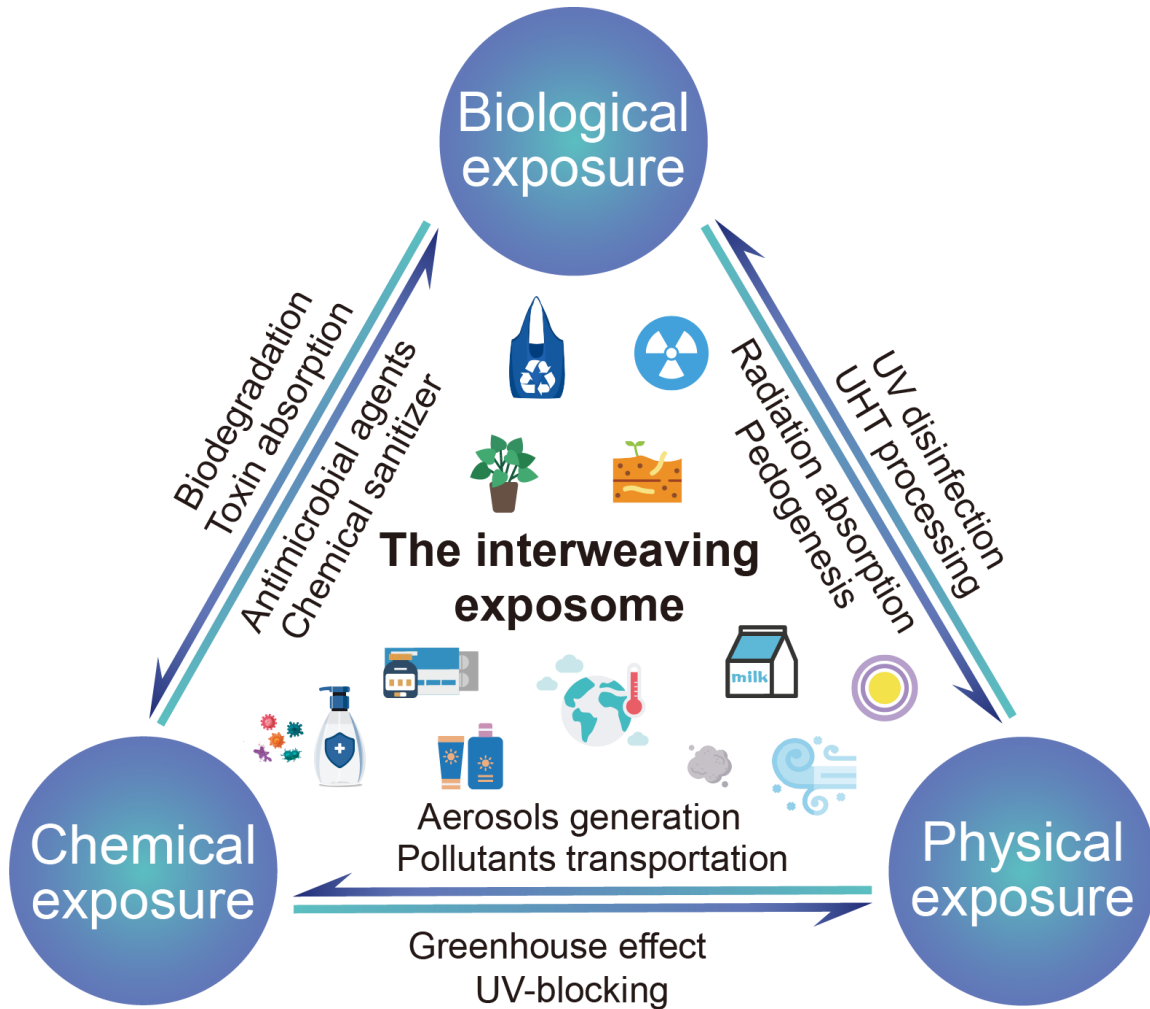 Biological
exposure
Biodegradation
Toxin absorption
Antimicrobial agents
Chemical sanitizer
UV disinfection
UHT processing
Radiation absorption
Pedogenesis
The interweaving
exposome
milk
Aerosols generation
Pollutants transportation
Chemical
exposure
Physical
exposure
Greenhouse effect
UV-blocking